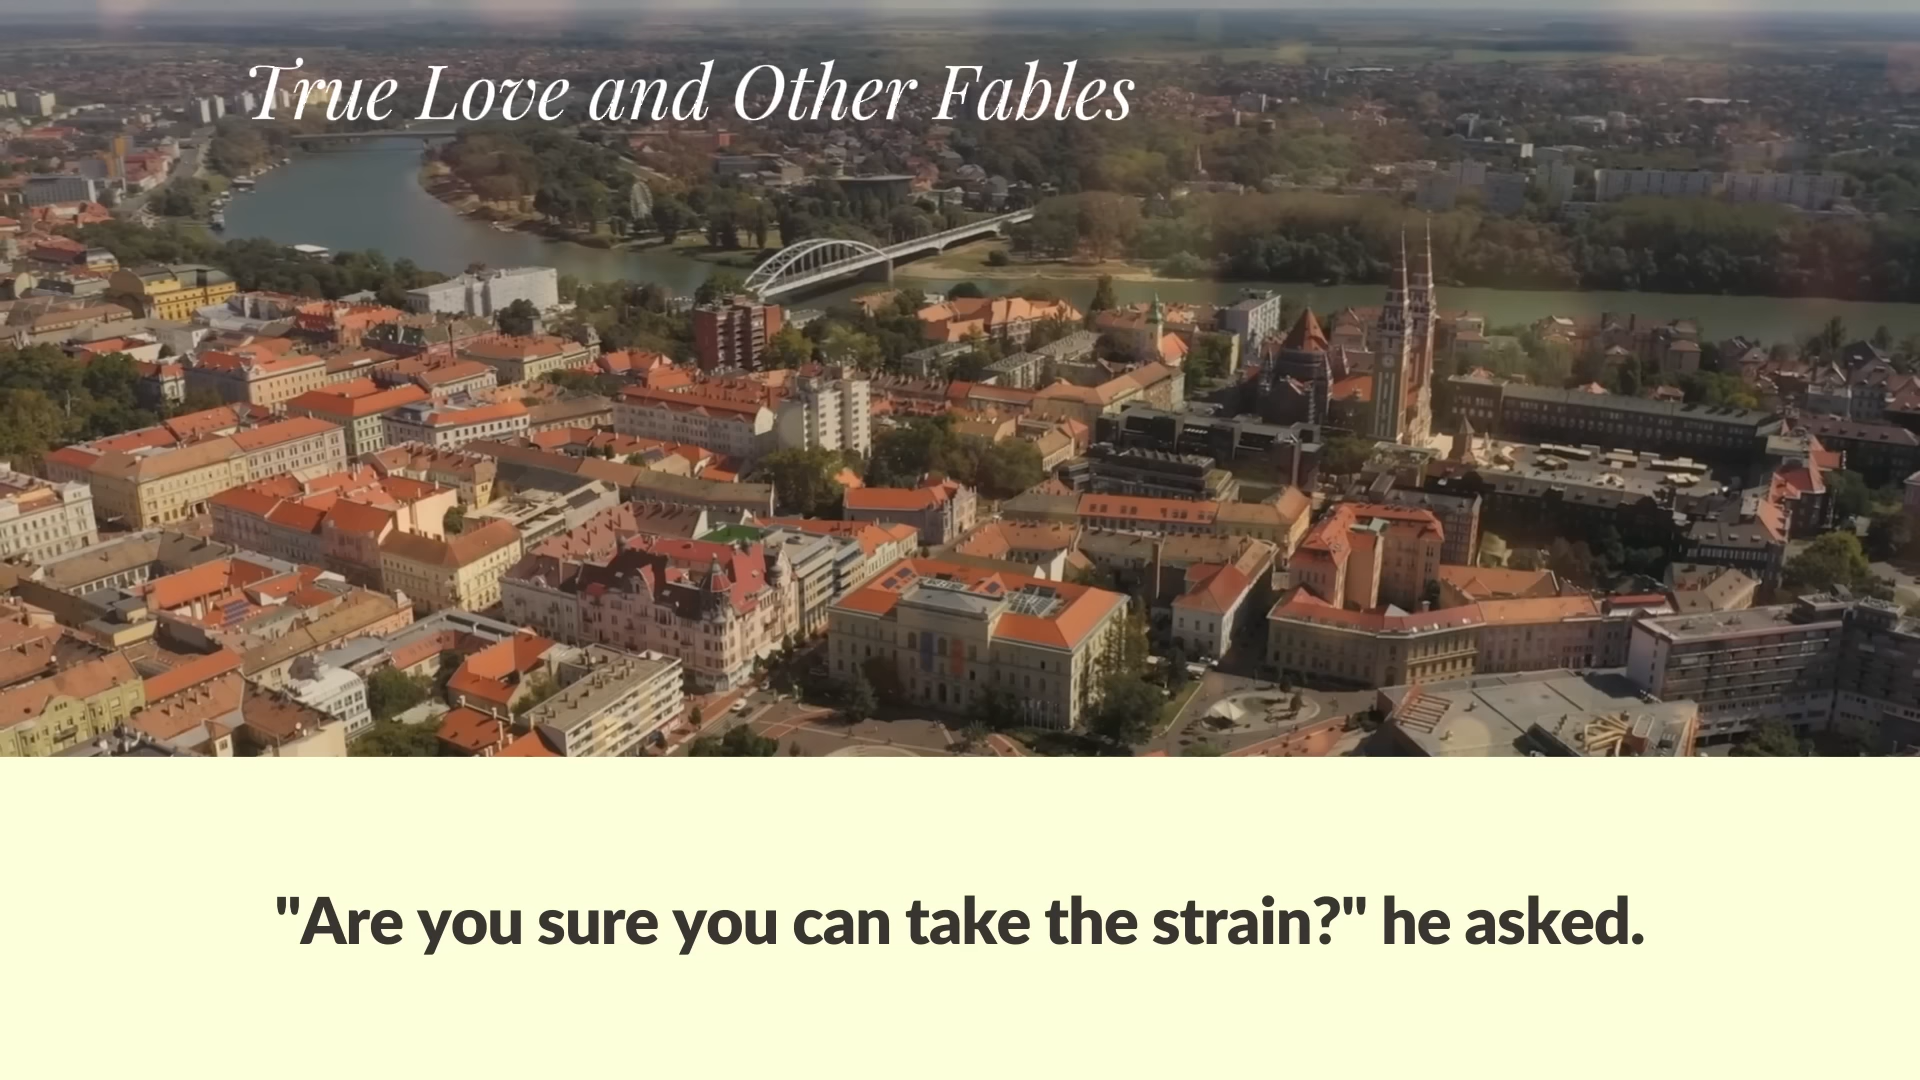 True Love and Other Fables
"Are you sure you can take the strain?" he asked.